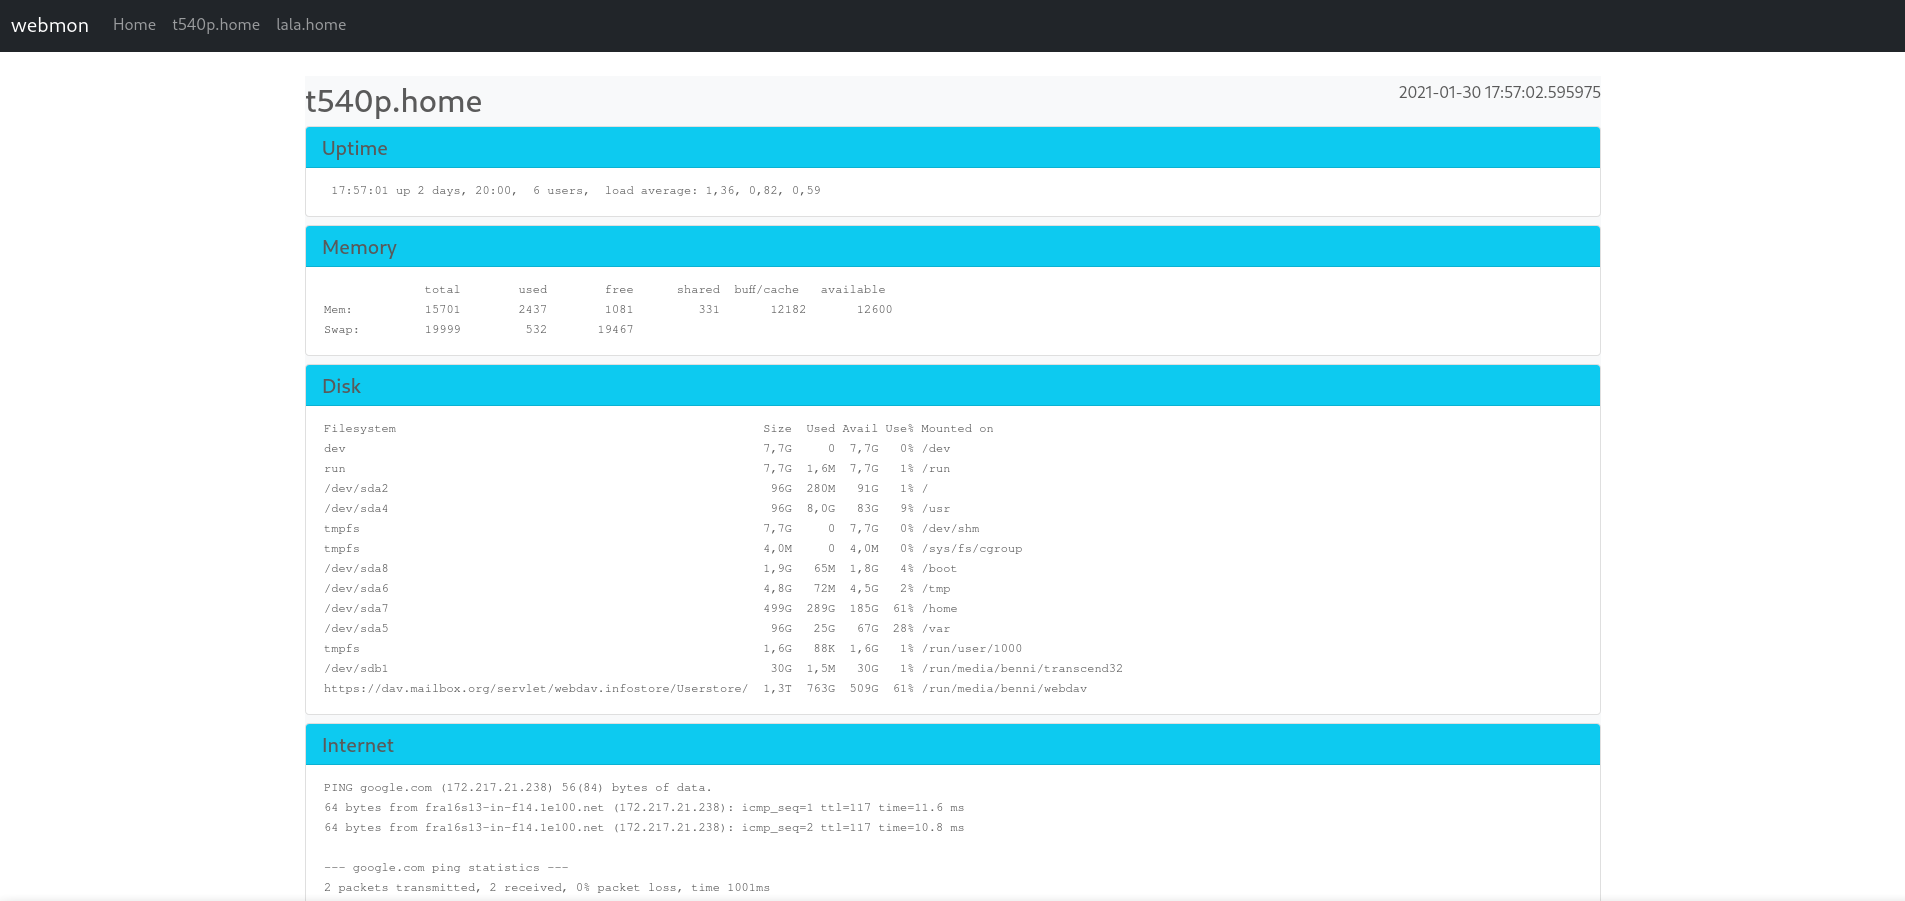 webmon Home t540p.home lala.home
t540p.home 2021-01-30 17:57:02.595975
Uptime
17:57:01 up 2 days, 20:00,  6 users,  load average: 1,36, 0,82, 0,59
Memory
              total        used        free      shared  buff/cache   available
Mem:          15701        2437        1081         331       12182       12600
Swap:         19999         532       19467
Disk
Filesystem                                                   Size  Used Avail Use% Mounted on
dev                                                          7,7G     0  7,7G   0% /dev
run                                                          7,7G  1,6M  7,7G   1% /run
/dev/sda2                                                     96G  280M   91G   1% /
/dev/sda4                                                     96G  8,0G   83G   9% /usr
tmpfs                                                        7,7G     0  7,7G   0% /dev/shm
tmpfs                                                        4,0M     0  4,0M   0% /sys/fs/cgroup
/dev/sda8                                                    1,9G   65M  1,8G   4% /boot
/dev/sda6                                                    4,8G   72M  4,5G   2% /tmp
/dev/sda7                                                    499G  289G  185G  61% /home
/dev/sda5                                                     96G   25G   67G  28% /var
tmpfs                                                        1,6G   88K  1,6G   1% /run/user/1000
/dev/sdb1                                                     30G  1,5M   30G   1% /run/media/benni/transcend32
https://dav.mailbox.org/servlet/webdav.infostore/Userstore/  1,3T  763G  509G  61% /run/media/benni/webdav
Internet
PING google.com (172.217.21.238) 56(84) bytes of data.
64 bytes from fra16s13-in-f14.1e100.net (172.217.21.238): icmp_seq=1 ttl=117 time=11.6 ms
64 bytes from fra16s13-in-f14.1e100.net (172.217.21.238): icmp_seq=2 ttl=117 time=10.8 ms
--- google.com ping statistics ---
2 packets transmitted, 2 received, 0% packet loss, time 1001ms